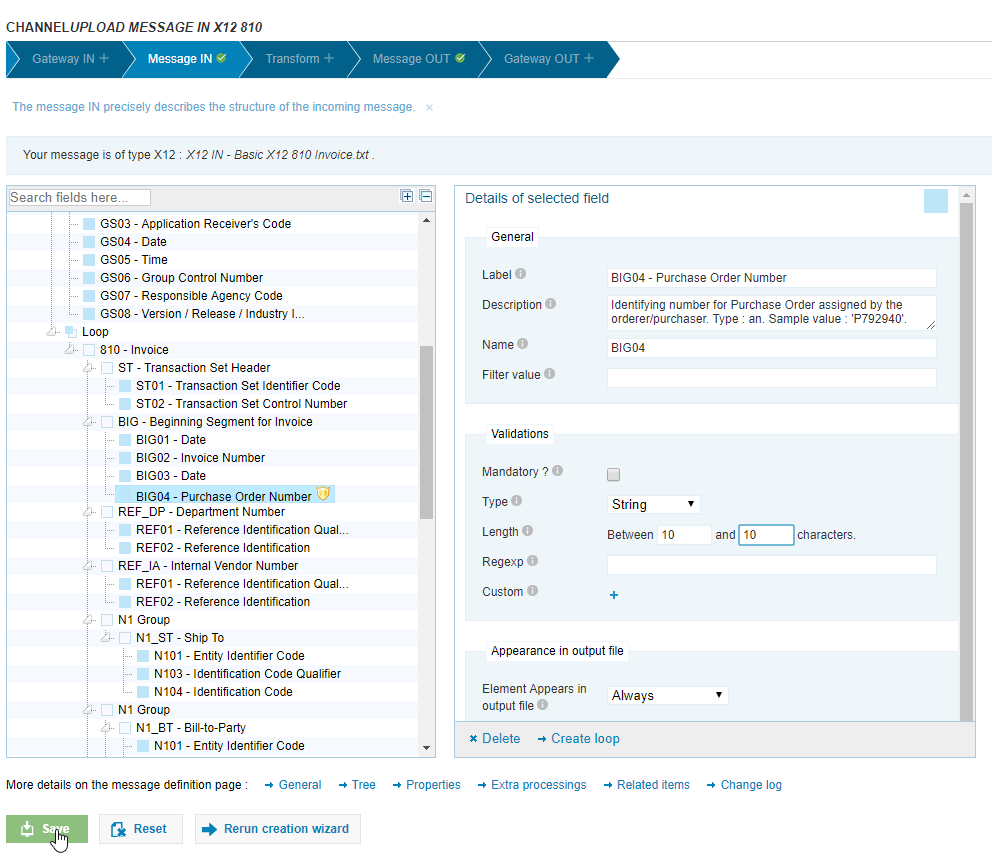 CHANNELUPLOAD MESSAGE IN X12 810
Gateway IN + Message IN Transform + Message OUT Gateway OUT +
The message IN precisely describes the structure of the incoming message. ×
Your message is of type X12 : X12 IN - Basic X12 810 Invoice.txt .
Search fields here...
GS03 - Application Receiver's Code
GS04 - Date
GS05 - Time
GS06 - Group Control Number
GS07 - Responsible Agency Code
GS08 - Version / Release / Industry I...
Loop
810 - Invoice
ST - Transaction Set Header
ST01 - Transaction Set Identifier Code
ST02 - Transaction Set Control Number
BIG - Beginning Segment for Invoice
BIG01 - Date
BIG02 - Invoice Number
BIG03 - Date
BIG04 - Purchase Order Number
REF_DP - Department Number
REF01 - Reference Identification Qual...
REF02 - Reference Identification
REF_IA - Internal Vendor Number
REF01 - Reference Identification Qual...
REF02 - Reference Identification
N1 Group
N1_ST - Ship To
N101 - Entity Identifier Code
N103 - Identification Code Qualifier
N104 - Identification Code
N1 Group
N1_BT - Bill-to-Party
N101 - Entity Identifier Code
Details of selected field
General
Label BIG04 - Purchase Order Number
Description Identifying number for Purchase Order assigned by the
orderer/purchaser. Type : an. Sample value : 'P792940'.
Name BIG04
Filter value
Validations
Mandatory ?
Type String
Length Between 10 and 10 characters.
Regexp
Custom +
Appearance in output file
Element Appears in
output file Always
Delete Create loop
More details on the message definition page : General Tree Properties Extra processings Related items Change log
Save Reset Rerun creation wizard